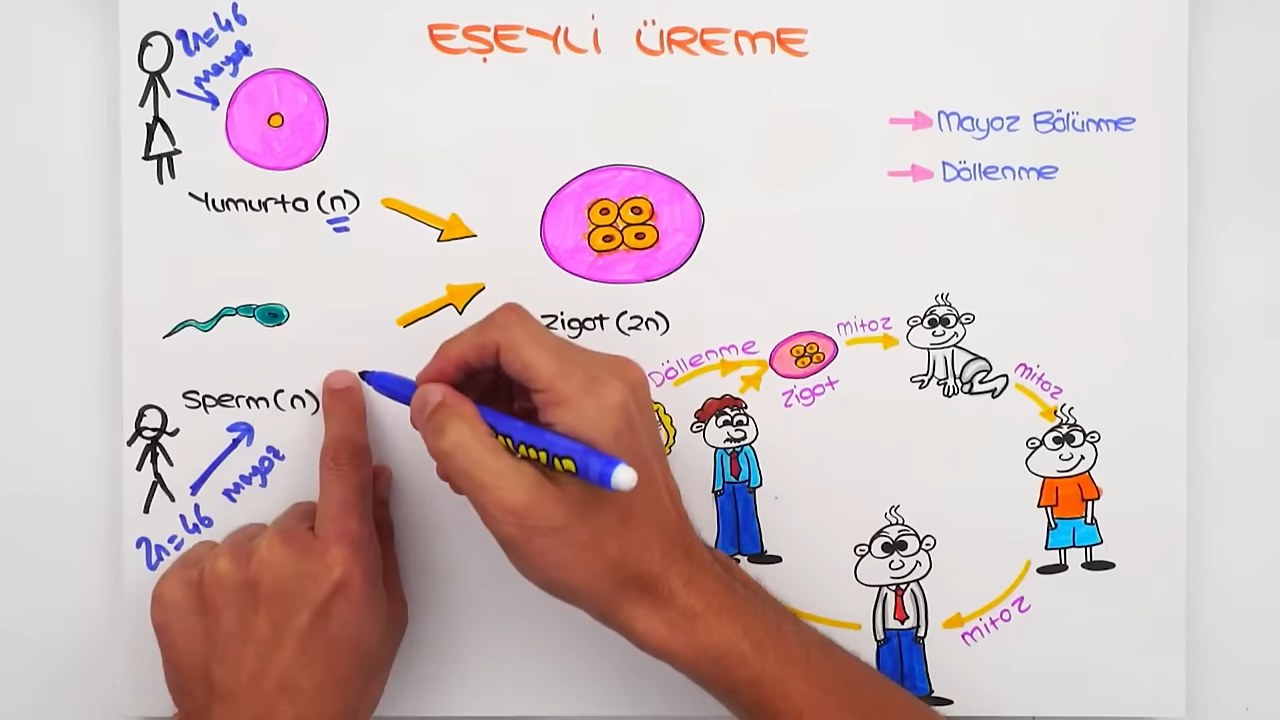 EŞEYLİ ÜREME
2n=46
mayoz
Yumurta (n)
Mayoz Bölünme
Döllenme
Zigot (2n)
Sperm (n)
mayoz
2n=46
Döllenme
Zigot
mitoz
mitoz
mitoz